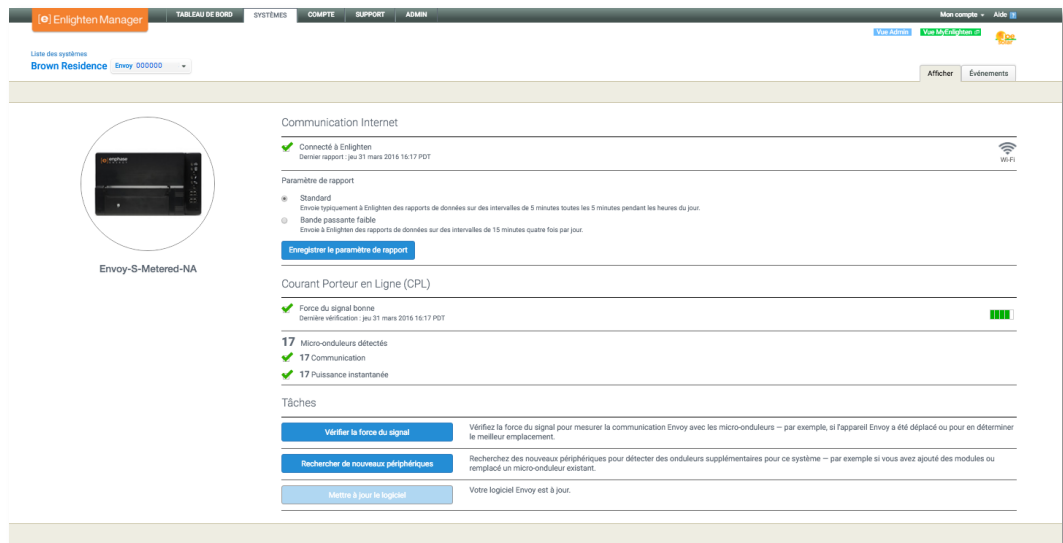 [e] Enlighten Manager
TABLEAU DE BORD
SYSTÈMES
COMPTE
SUPPORT
ADMIN
Mon compte
Aide ?
Vue Admin
Vue MyEnlighten
Liste des systèmes
Brown Residence
Envoy 000000
Afficher
Événements
[e] enphase
Envoy-S-Metered-NA
Communication Internet
Connecté à Enlighten
Dernier rapport : jeu 31 mars 2016 16:17 PDT
Wi-Fi
Paramètre de rapport
Standard
Envoie typiquement à Enlighten des rapports de données sur des intervalles de 5 minutes toutes les 5 minutes pendant les heures du jour.
Bande passante faible
Envoie à Enlighten des rapports de données sur des intervalles de 15 minutes quatre fois par jour.
Enregistrer le paramètre de rapport
Courant Porteur en Ligne (CPL)
Force du signal bonne
Dernière vérification : jeu 31 mars 2016 16:17 PDT
17 Micro-onduleurs détectés
17 Communication
17 Puissance instantanée
Tâches
Vérifier la force du signal
Vérifiez la force du signal pour mesurer la communication Envoy avec les micro-onduleurs — par exemple, si l'appareil Envoy a été déplacé ou pour en déterminer
le meilleur emplacement.
Rechercher de nouveaux périphériques
Recherchez des nouveaux périphériques pour détecter des onduleurs supplémentaires pour ce système — par exemple si vous avez ajouté des modules ou
remplacé un micro-onduleur existant.
Mettre à jour le logiciel
Votre logiciel Envoy est à jour.